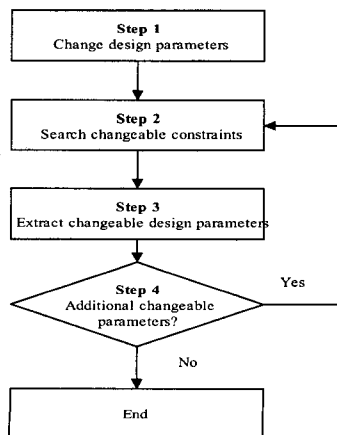 Step 1
Change design parameters
Step 2
Search changeable constraints
Step 3
Extract changeable design parameters
Step 4
Additional changeable
parameters?
Yes
No
End